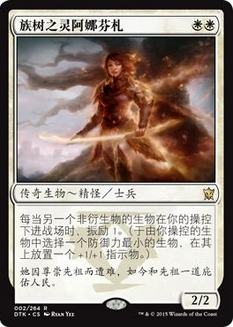 族树之灵阿娜芬札
传奇生物～精怪／士兵
每当另一个非衍生物的生物在你的操控
下进战场时，振励 1。（于由你操控的生
物中选择一个防御力最小的生物，在其
上放置一个 +1/+1 指示物。）
她因尊崇先祖而遭难，如今和先祖一道庇
佑人民。
2/2
002/264 R
DTK • CS RYAN YEE
™ & © 2015 Wizards of the Coast